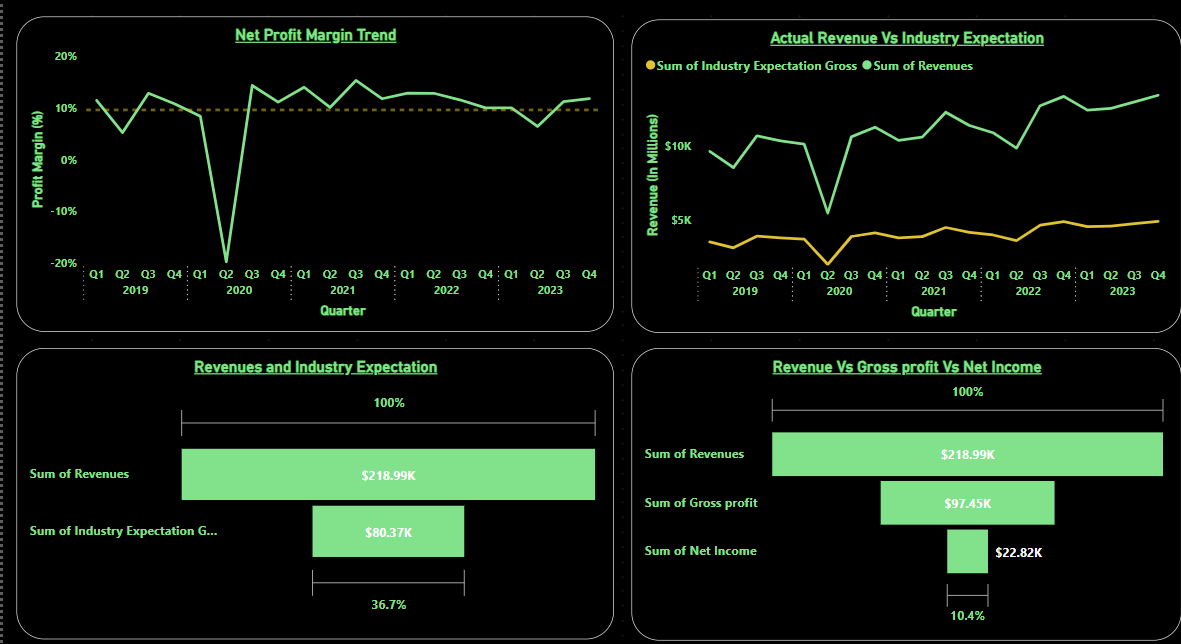 Net Profit Margin Trend
20%
10%
0%
-10%
-20%
Profit Margin (%)
Q1 Q2 Q3 Q4 Q1 Q2 Q3 Q4 Q1 Q2 Q3 Q4 Q1 Q2 Q3 Q4 Q1 Q2 Q3 Q4
2019 2020 2021 2022 2023
Quarter
Actual Revenue Vs Industry Expectation
Sum of Industry Expectation Gross Sum of Revenues
$10K
$5K
Revenue (In Millions)
Q1 Q2 Q3 Q4 Q1 Q2 Q3 Q4 Q1 Q2 Q3 Q4 Q1 Q2 Q3 Q4 Q1 Q2 Q3 Q4
2019 2020 2021 2022 2023
Quarter
Revenues and Industry Expectation
100%
Sum of Revenues $218.99K
Sum of Industry Expectation G... $80.37K
36.7%
Revenue Vs Gross profit Vs Net Income
100%
Sum of Revenues $218.99K
Sum of Gross profit $97.45K
Sum of Net Income $22.82K
10.4%